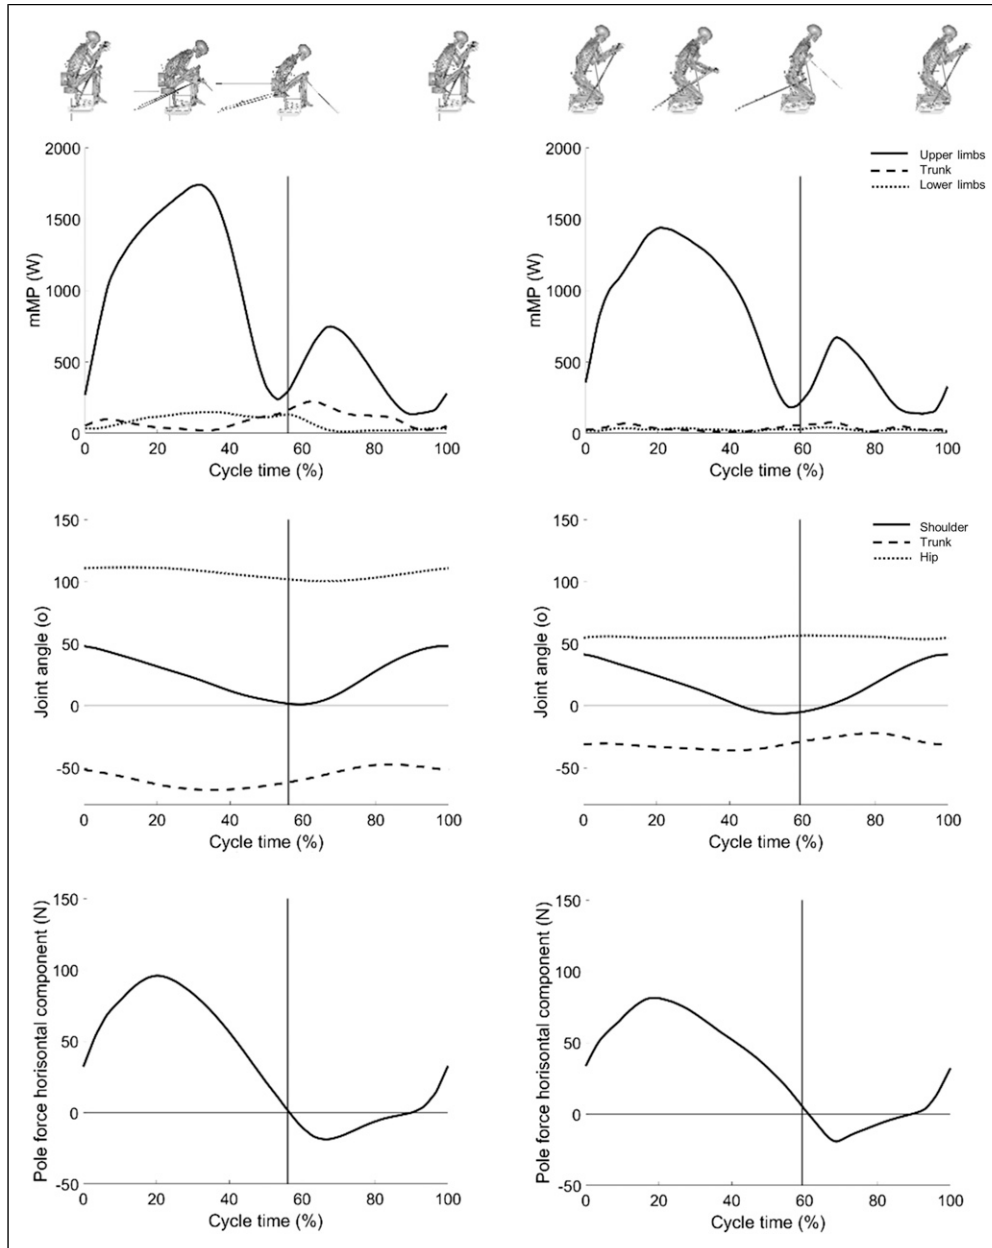 2000
1500
1000
500
0
mMP (W)
0 20 40 60 80 100
Cycle time (%)
2000
1500
1000
500
0
mMP (W)
0 20 40 60 80 100
Cycle time (%)
Upper limbs
Trunk
Lower limbs
150
100
50
0
-50
Joint angle (o)
0 20 40 60 80 100
Cycle time (%)
150
100
50
0
-50
Joint angle (o)
0 20 40 60 80 100
Cycle time (%)
Shoulder
Trunk
Hip
150
100
50
0
-50
Pole force horisontal component (N)
0 20 40 60 80 100
Cycle time (%)
150
100
50
0
-50
Pole force horisontal component (N)
0 20 40 60 80 100
Cycle time (%)